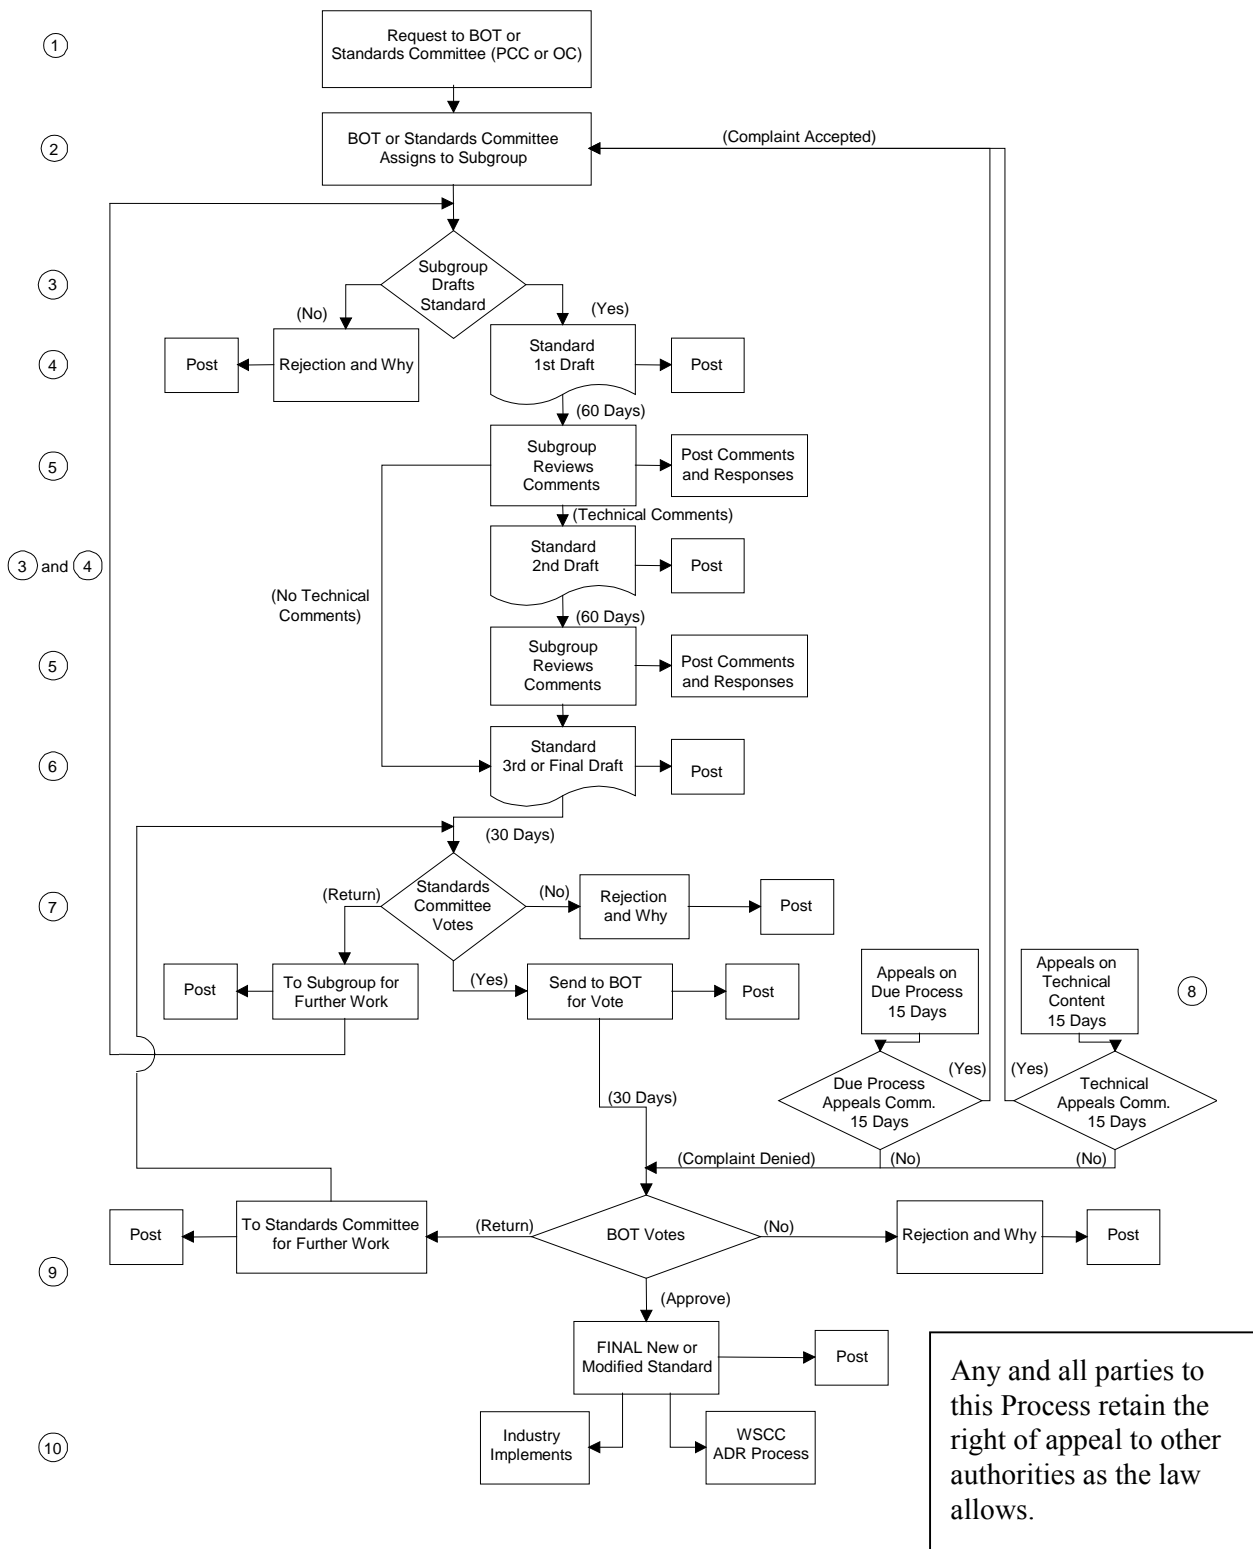 1
Request to BOT or
Standards Committee (PCC or OC)
2
BOT or Standards Committee
Assigns to Subgroup
(Complaint Accepted)
3
Subgroup
Drafts
Standard
(No)
(Yes)
4
Post
Rejection and Why
Standard
1st Draft
Post
(60 Days)
5
Subgroup
Reviews
Comments
Post Comments
and Responses
(Technical Comments)
3 and 4
Standard
2nd Draft
Post
(No Technical
Comments)
(60 Days)
5
Subgroup
Reviews
Comments
Post Comments
and Responses
6
Standard
3rd or Final Draft
Post
(30 Days)
7
(Return)
Standards
Committee
Votes
(No)
Rejection
and Why
Post
Post
To Subgroup for
Further Work
(Yes)
Send to BOT
for Vote
Post
Appeals on
Due Process
15 Days
Appeals on
Technical
Content
15 Days
8
(Yes)
(Yes)
Due Process
Appeals Comm.
15 Days
Technical
Appeals Comm.
15 Days
(30 Days)
(Complaint Denied)
(No)
(No)
Post
To Standards Committee
for Further Work
(Return)
BOT Votes
(No)
Rejection and Why
Post
9
(Approve)
FINAL New or
Modified Standard
Post
10
Industry
Implements
WSCC
ADR Process
Any and all parties to
this Process retain the
right of appeal to other
authorities as the law
allows.